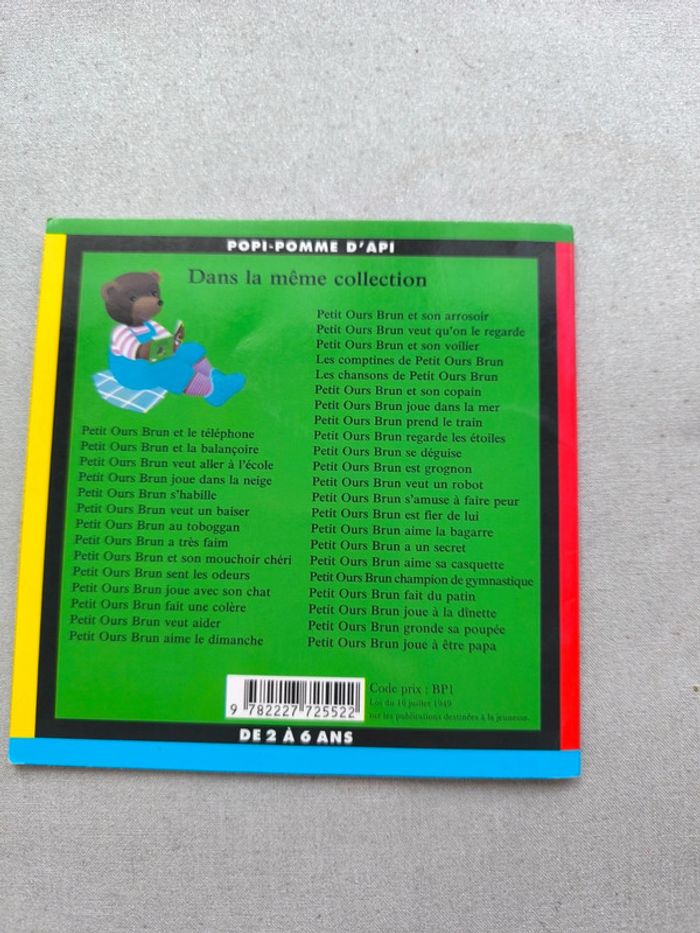 POPI-POMME D'API
Dans la même collection
Petit Ours Brun et le téléphone
Petit Ours Brun et la balançoire
Petit Ours Brun veut aller à l'école
Petit Ours Brun joue dans la neige
Petit Ours Brun s'habille
Petit Ours Brun veut un baiser
Petit Ours Brun au toboggan
Petit Ours Brun a très faim
Petit Ours Brun et son mouchoir chéri
Petit Ours Brun sent les odeurs
Petit Ours Brun joue avec son chat
Petit Ours Brun fait une colère
Petit Ours Brun veut aider
Petit Ours Brun aime le dimanche
Petit Ours Brun et son arrosoir
Petit Ours Brun veut qu'on le regarde
Petit Ours Brun et son voilier
Les comptines de Petit Ours Brun
Les chansons de Petit Ours Brun
Petit Ours Brun et son copain
Petit Ours Brun joue dans la mer
Petit Ours Brun prend le train
Petit Ours Brun regarde les étoiles
Petit Ours Brun se déguise
Petit Ours Brun est grognon
Petit Ours Brun veut un robot
Petit Ours Brun s'amuse à faire peur
Petit Ours Brun est fier de lui
Petit Ours Brun aime la bagarre
Petit Ours Brun a un secret
Petit Ours Brun aime sa casquette
Petit Ours Brun champion de gymnastique
Petit Ours Brun fait du patin
Petit Ours Brun joue à la dînette
Petit Ours Brun gronde sa poupée
Petit Ours Brun joue à être papa
9 782227 725522
Code prix : BP1
Loi du 16 juillet 1949
sur les publications destinées à la jeunesse.
DE 2 À 6 ANS